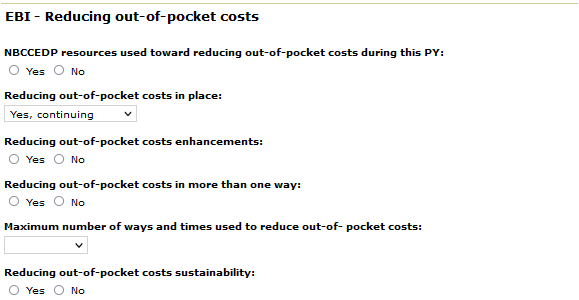 EBI - Reducing out-of-pocket costs
NBCCEDP resources used toward reducing out-of-pocket costs during this PY:
Yes No
Reducing out-of-pocket costs in place:
Yes, continuing
Reducing out-of-pocket costs enhancements:
Yes No
Reducing out-of-pocket costs in more than one way:
Yes No
Maximum number of ways and times used to reduce out-of- pocket costs:
Reducing out-of-pocket costs sustainability:
Yes No